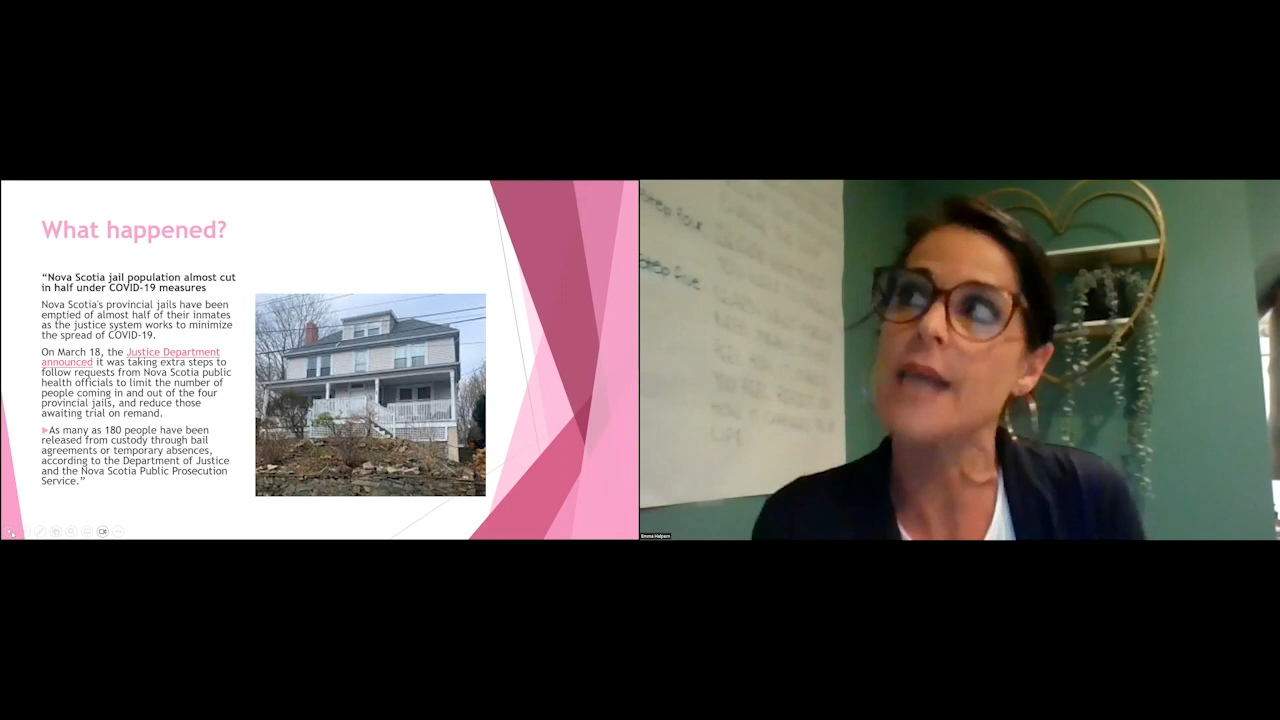 What happened?
“Nova Scotia jail population almost cut
in half under COVID-19 measures
Nova Scotia's provincial jails have been
emptied of almost half of their inmates
as the justice system works to minimize
the spread of COVID-19.
On March 18, the Justice Department
announced it was taking extra steps to
follow requests from Nova Scotia public
health officials to limit the number of
people coming in and out of the four
provincial jails, and reduce those
awaiting trial on remand.
As many as 180 people have been
released from custody through bail
agreements or temporary absences,
according to the Department of Justice
and the Nova Scotia Public Prosecution
Service.”
Emma Halpern